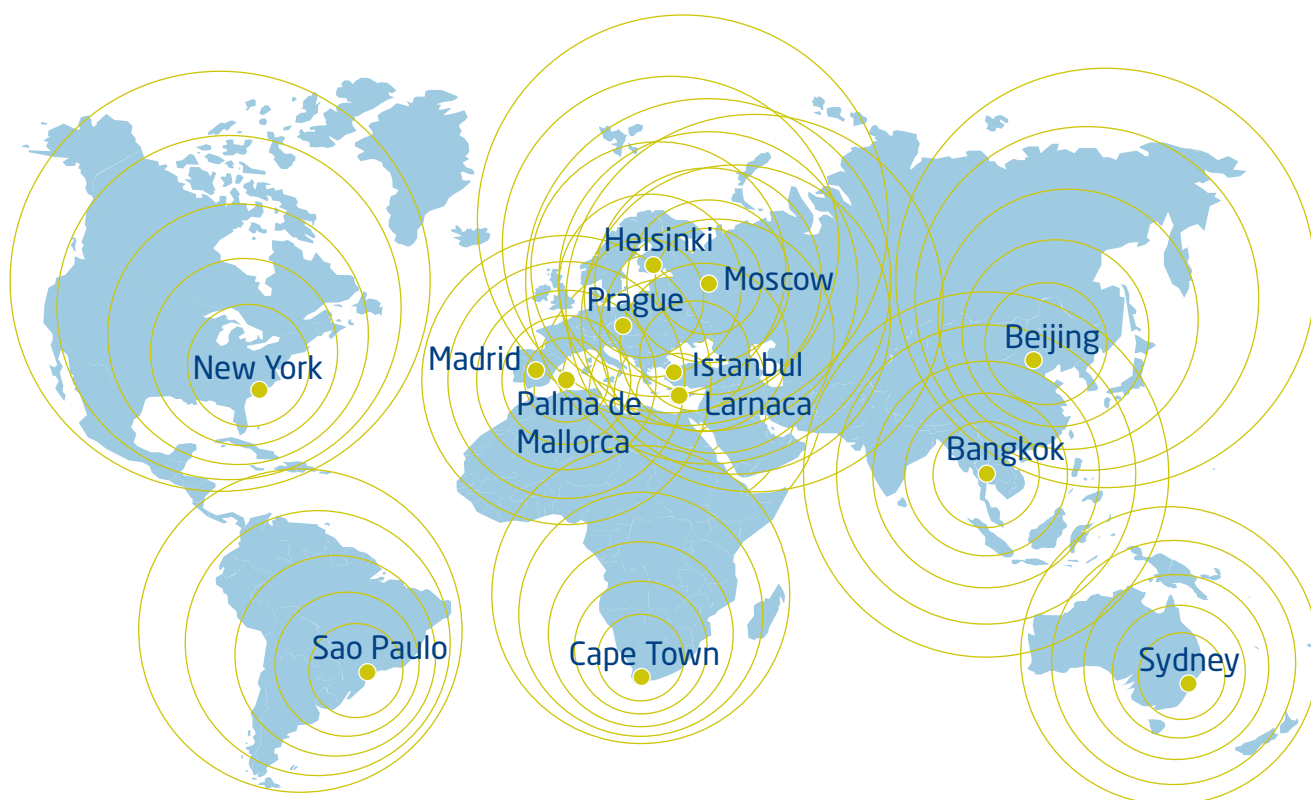 Helsinki
Moscow
Prague
Beijing
Madrid
Istanbul
New York
Palma de
Mallorca
Larnaca
Bangkok
Sao Paulo
Cape Town
Sydney